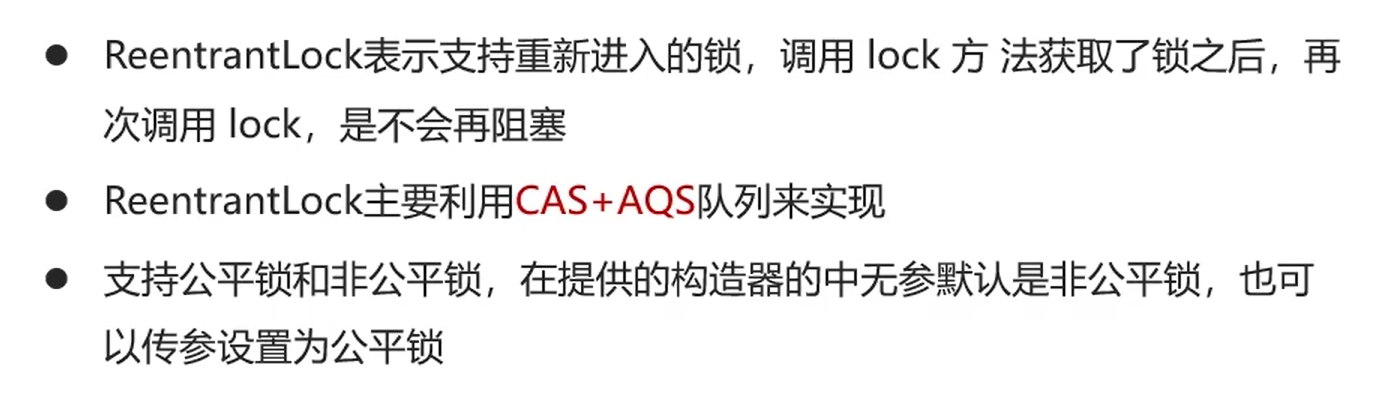 ● ReentrantLock表示支持重新进入的锁，调用 lock 方 法获取了锁之后，再
次调用 lock，是不会再阻塞
● ReentrantLock主要利用CAS+AQS队列来实现
● 支持公平锁和非公平锁，在提供的构造器的中无参默认是非公平锁，也可
以传参设置为公平锁